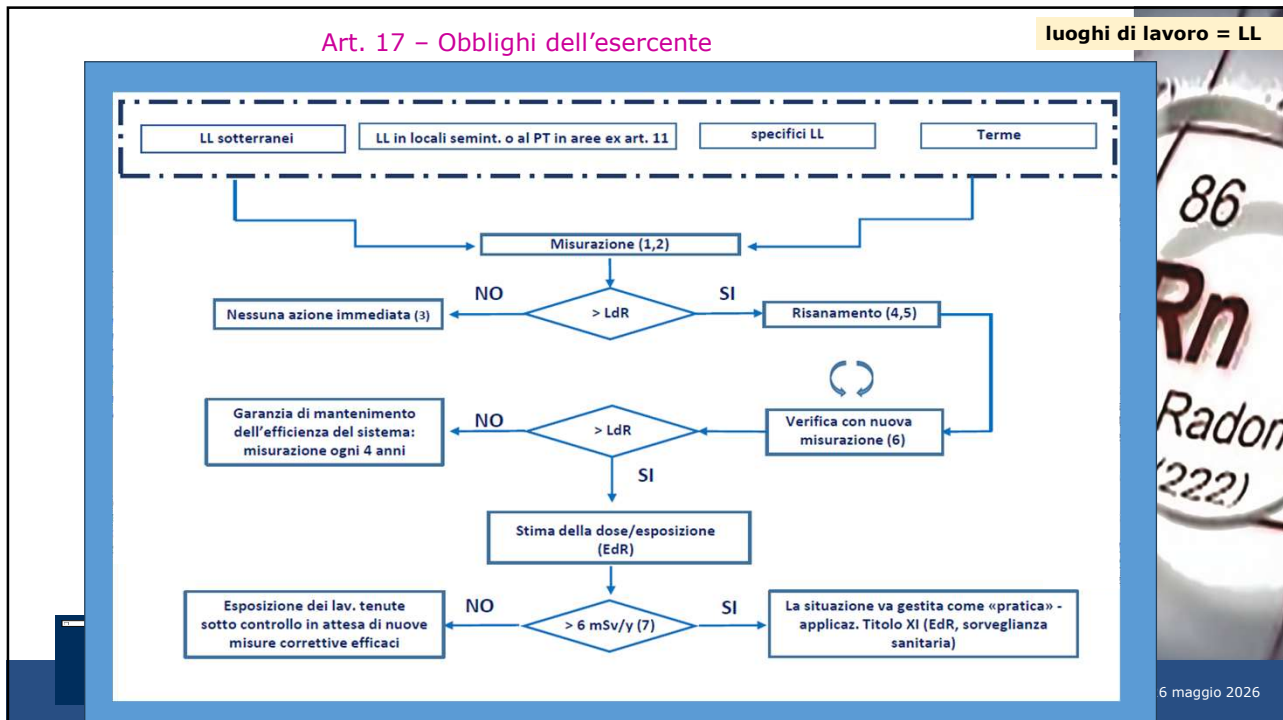 Art. 17 – Obblighi dell'esercente
luoghi di lavoro = LL
LL sotterranei
LL in locali semint. o al PT in aree ex art. 11
specifici LL
Terme
Misurazione (1,2)
NO
SI
Nessuna azione immediata (3)
> LdR
Risanamento (4,5)
Garanzia di mantenimento
dell'efficienza del sistema:
misurazione ogni 4 anni
NO
> LdR
Verifica con nuova
misurazione (6)
SI
Stima della dose/esposizione
(EdR)
Esposizione dei lav. tenute
sotto controllo in attesa di nuove
misure correttive efficaci
NO
> 6 mSv/y (7)
SI
La situazione va gestita come «pratica» -
applicaz. Titolo XI (EdR, sorveglianza
sanitaria)
86
Rn
Radon
(222)
6 maggio 2026